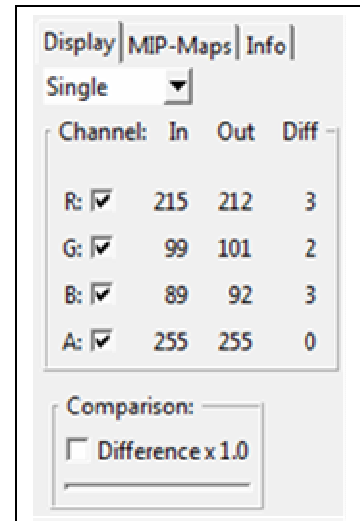 Display MIP-Maps Info
Single
Channel: In Out Diff
R: 215 212 3
G: 99 101 2
B: 89 92 3
A: 255 255 0
Comparison:
Difference x 1.0